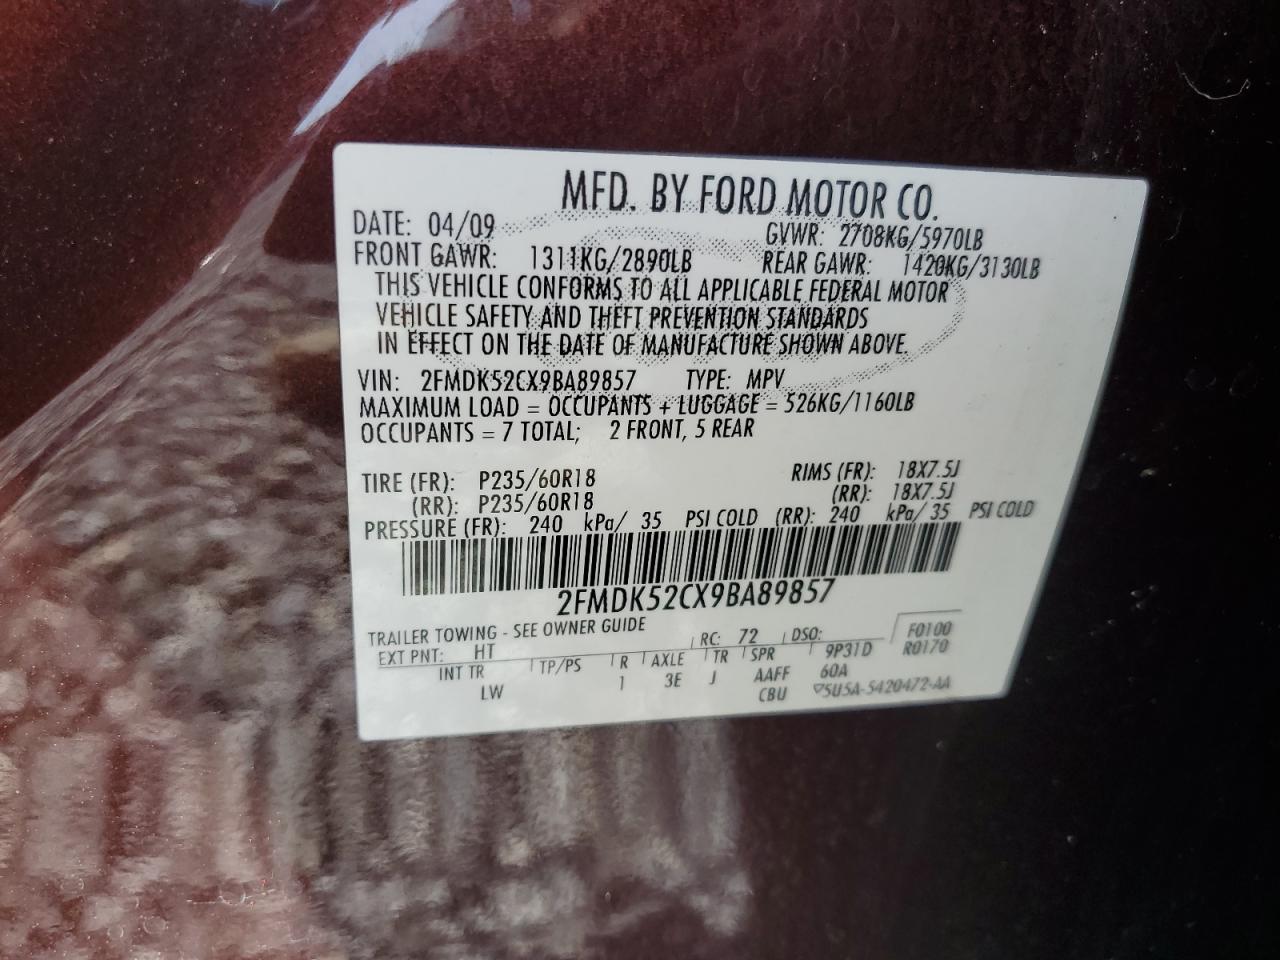 MFD. BY FORD MOTOR CO.
DATE: 04/09 GVWR: 2708KG/5970LB
FRONT GAWR: 1311KG/2890LB REAR GAWR: 1420KG/3130LB
THIS VEHICLE CONFORMS TO ALL APPLICABLE FEDERAL MOTOR
VEHICLE SAFETY AND THEFT PREVENTION STANDARDS
IN EFFECT ON THE DATE OF MANUFACTURE SHOWN ABOVE.
VIN: 2FMDK52CX9BA89857 TYPE: MPV
MAXIMUM LOAD = OCCUPANTS + LUGGAGE = 526KG/1160LB
OCCUPANTS = 7 TOTAL; 2 FRONT, 5 REAR
TIRE (FR): P235/60R18 RIMS (FR): 18X7.5J
(RR): P235/60R18 (RR): 18X7.5J
PRESSURE (FR): 240 kPa/ 35 PSI COLD (RR): 240 kPa/ 35 PSI COLD
2FMDK52CX9BA89857
TRAILER TOWING - SEE OWNER GUIDE
EXT PNT: HT RC: 72 DSO: F0100
INT TR TP/PS R AXLE TR SPR 9P31D R0170
LW 1 3E J AAFF 60A
CBU ▽5U5A-5420472-AA